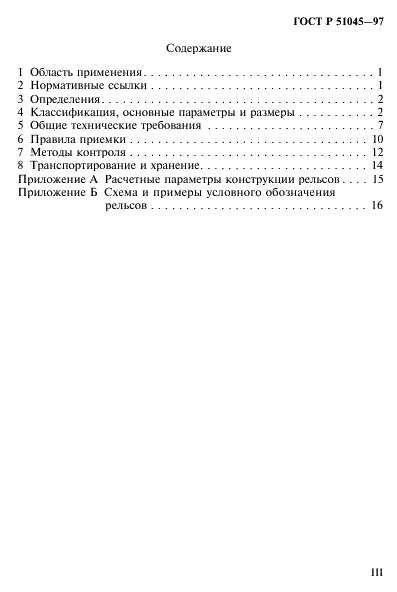 ГОСТ Р 51045—97
Содержание
1 Область применения . . . . . . . . . . . . . . . . . . . . . . . . . . . . . . 1
2 Нормативные ссылки . . . . . . . . . . . . . . . . . . . . . . . . . . . . . 1
3 Определения . . . . . . . . . . . . . . . . . . . . . . . . . . . . . . . . . . . 2
4 Классификация, основные параметры и размеры . . . . . . . . . . 2
5 Общие технические требования . . . . . . . . . . . . . . . . . . . . . . 7
6 Правила приемки . . . . . . . . . . . . . . . . . . . . . . . . . . . . . . . 10
7 Методы контроля . . . . . . . . . . . . . . . . . . . . . . . . . . . . . . . 12
8 Транспортирование и хранение. . . . . . . . . . . . . . . . . . . . . . 14
Приложение А Расчетные параметры конструкции рельсов . . . . 15
Приложение Б Схема и примеры условного обозначения
рельсов . . . . . . . . . . . . . . . . . . . . . . . . . . . . 16
III